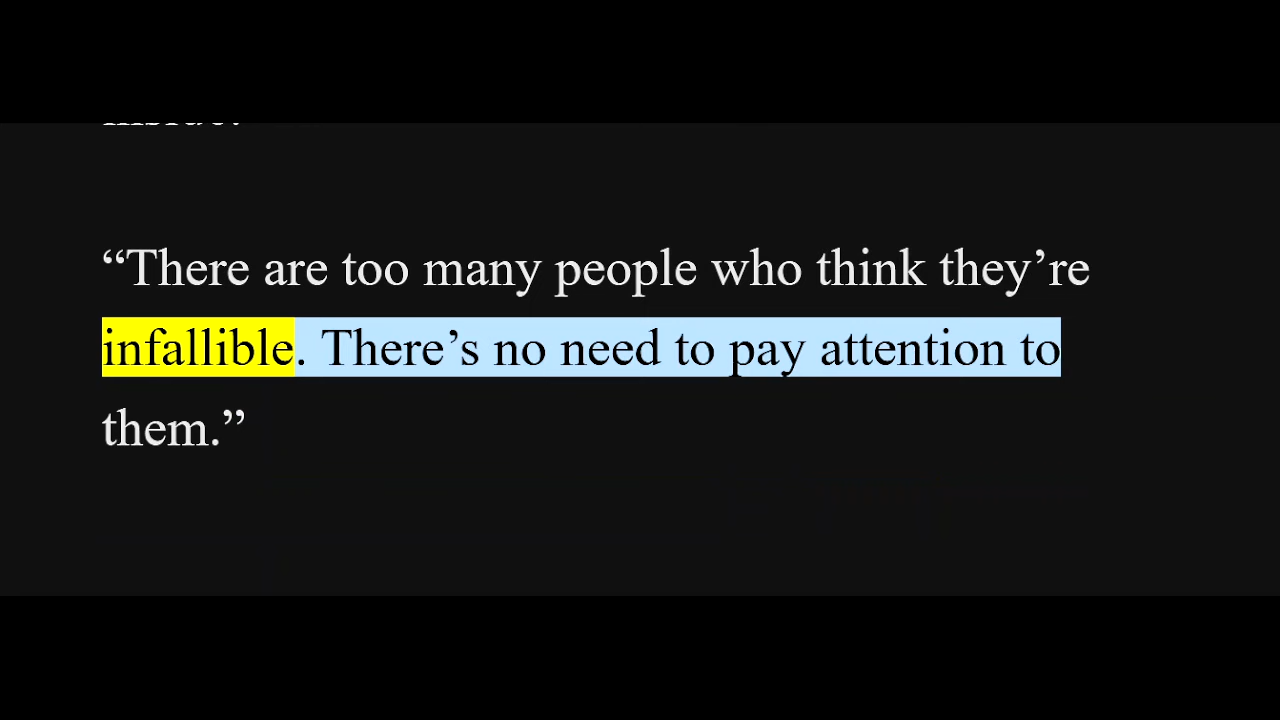 “There are too many people who think they’re
infallible. There’s no need to pay attention to
them.”